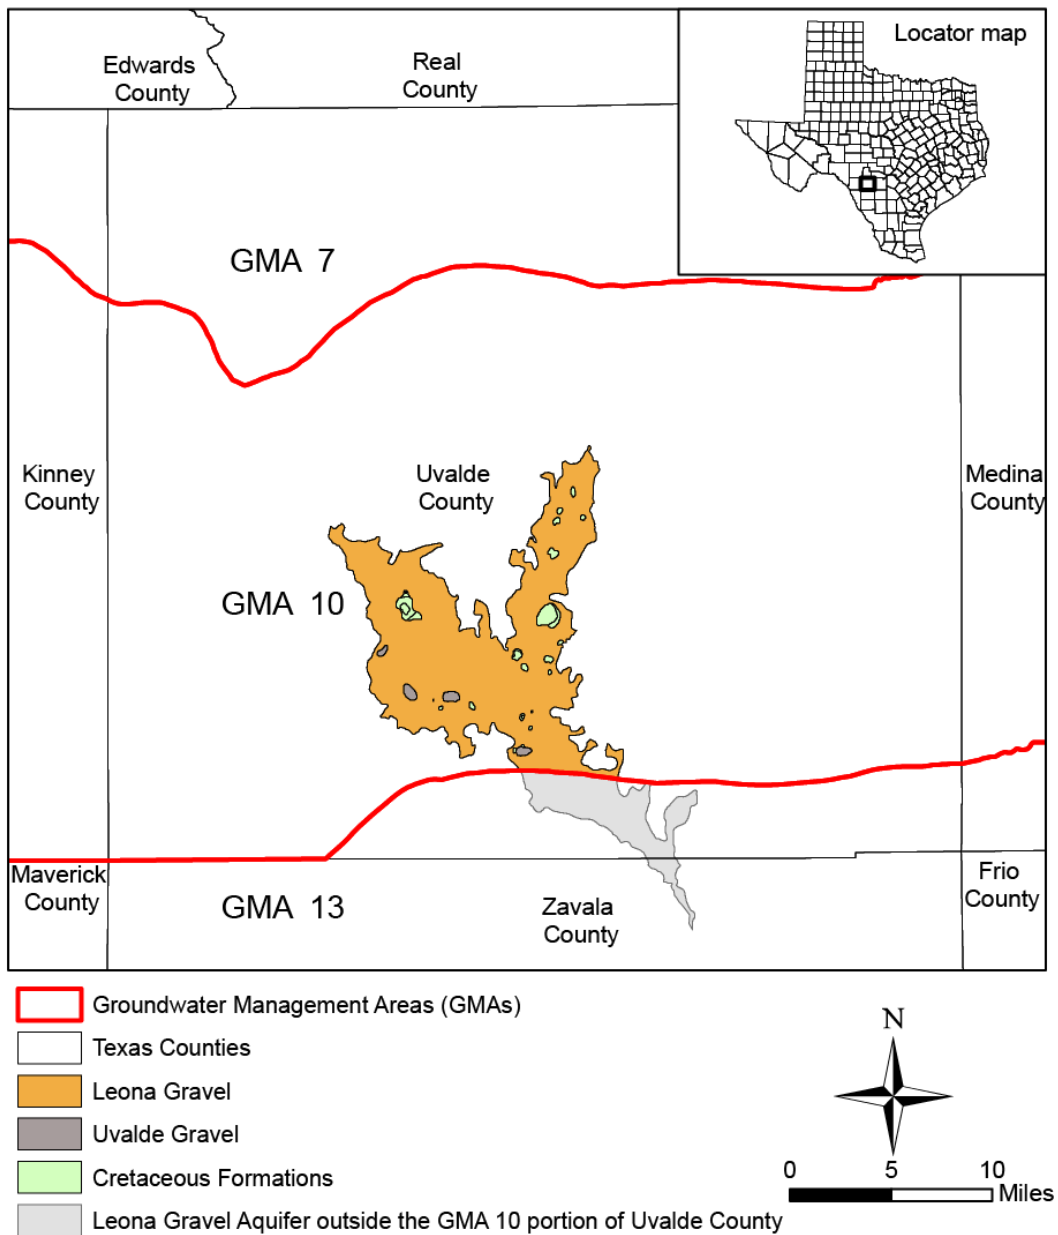 Locator map
Edwards
County
Real
County
GMA 7
Kinney
County
Uvalde
County
Medina
County
GMA 10
Maverick
County
GMA 13
Zavala
County
Frio
County
Groundwater Management Areas (GMAs)
Texas Counties
Leona Gravel
Uvalde Gravel
Cretaceous Formations
Leona Gravel Aquifer outside the GMA 10 portion of Uvalde County
N
0 5 10
Miles